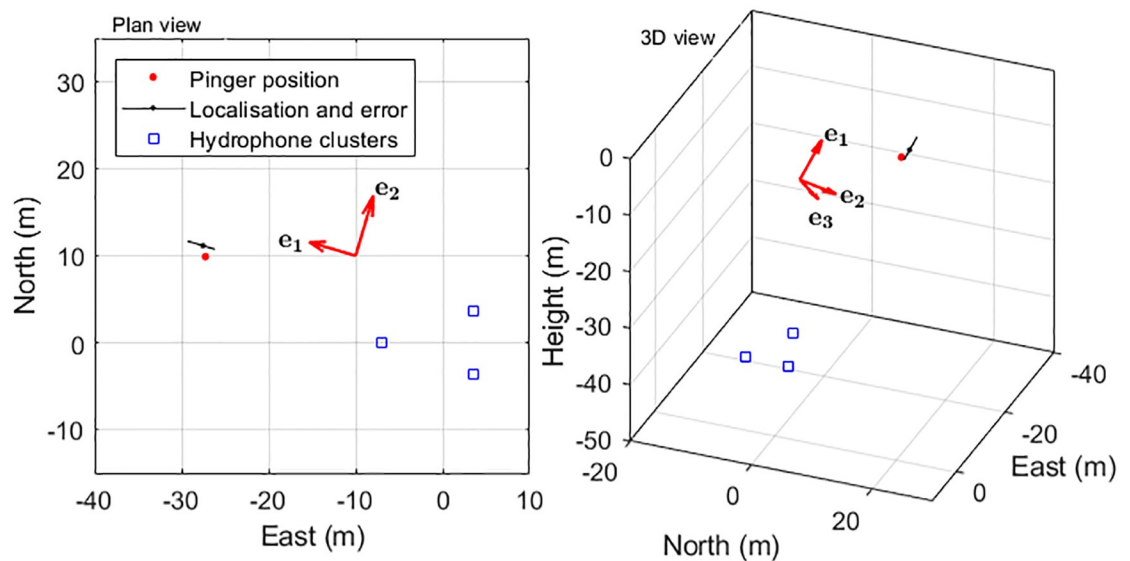 Plan view
Pinger position
Localisation and error
Hydrophone clusters
30
20
10
0
-10
-40
-30
-20
-10
0
10
North (m)
East (m)
e1
e2
3D view
0
-10
-20
-30
-40
-50
Height (m)
-20
0
20
North (m)
-40
-20
0
East (m)
e1
e2
e3